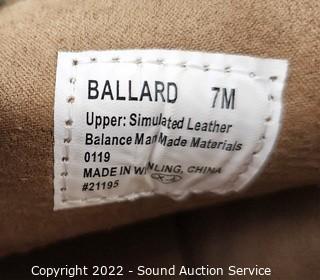 BALLARD 7M
Upper: Simulated Leather
Balance Man Made Materials
0119
MADE IN WENLING, CHINA
#21195
Copyright © 2022 - Sound Auction Service